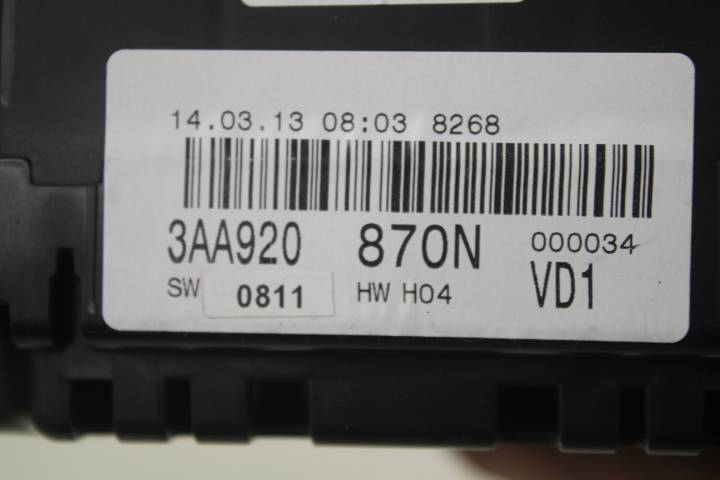 14.03.13 08:03 8268
3AA920 870N 000034
SW 0811 HW H04 VD1